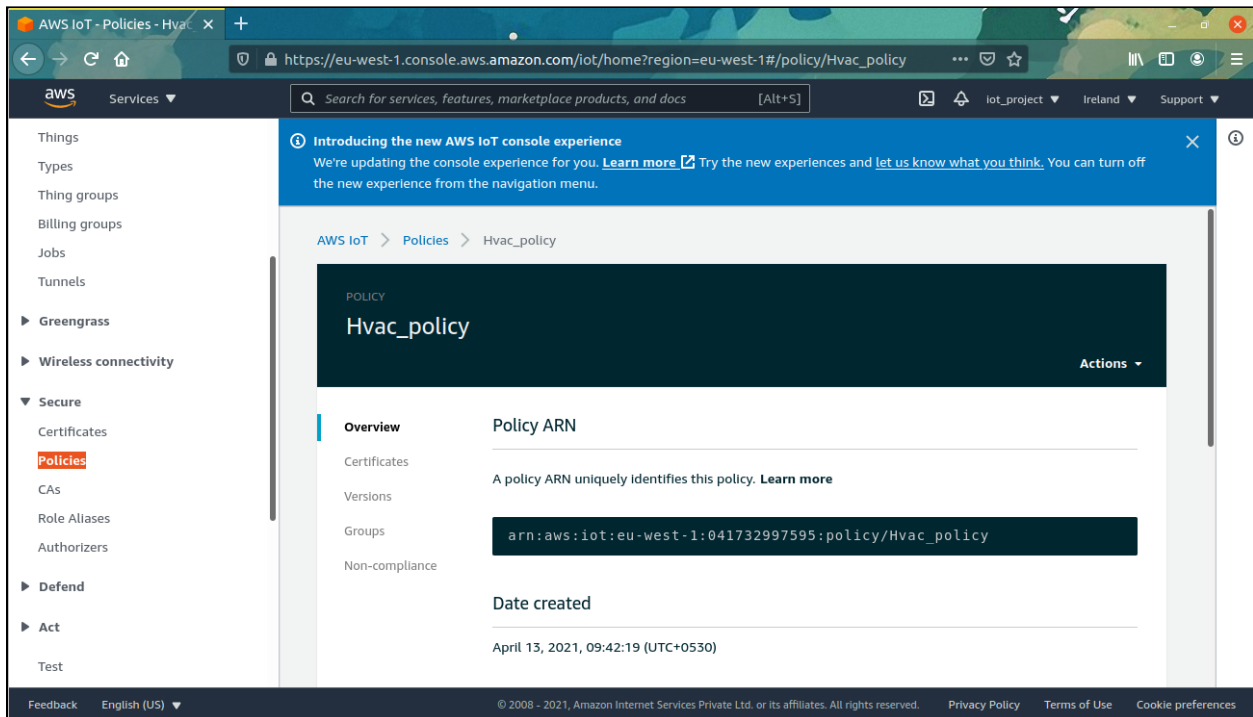 AWS IoT - Policies - Hvac
https://eu-west-1.console.aws.amazon.com/iot/home?region=eu-west-1#/policy/Hvac_policy
aws
Services
Search for services, features, marketplace products, and docs [Alt+S]
iot_project
Ireland
Support
Things
Types
Thing groups
Billing groups
Jobs
Tunnels
Greengrass
Wireless connectivity
Secure
Certificates
Policies
CAs
Role Aliases
Authorizers
Defend
Act
Test
Introducing the new AWS IoT console experience
We're updating the console experience for you. Learn more Try the new experiences and let us know what you think. You can turn off
the new experience from the navigation menu.
AWS IoT > Policies > Hvac_policy
POLICY
Hvac_policy
Actions
Overview
Certificates
Versions
Groups
Non-compliance
Policy ARN
A policy ARN uniquely identifies this policy. Learn more
arn:aws:iot:eu-west-1:041732997595:policy/Hvac_policy
Date created
April 13, 2021, 09:42:19 (UTC+0530)
Feedback
English (US)
© 2008 - 2021, Amazon Internet Services Private Ltd. or its affiliates. All rights reserved.
Privacy Policy
Terms of Use
Cookie preferences